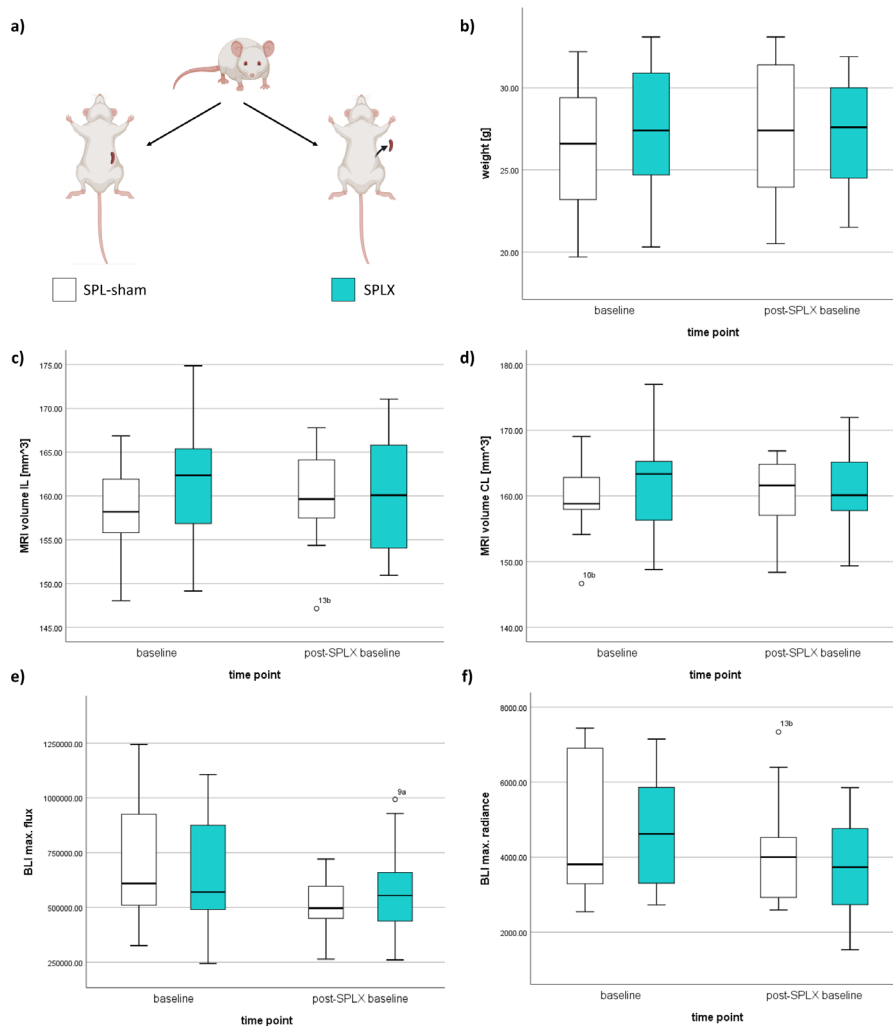 a)
SPL-sham
SPLX
b)
weight [g]
30.00
25.00
20.00
baseline
post-SPLX baseline
time point
c)
MRI volume IL [mm^3]
175.00
170.00
165.00
160.00
155.00
150.00
145.00
13b
baseline
post-SPLX baseline
time point
d)
MRI volume CL [mm^3]
180.00
170.00
160.00
150.00
140.00
10b
baseline
post-SPLX baseline
time point
e)
BLI max. flux
1250000.00
1000000.00
750000.00
500000.00
250000.00
9a
baseline
post-SPLX baseline
time point
f)
BLI max. radiance
8000.00
6000.00
4000.00
2000.00
13b
baseline
post-SPLX baseline
time point